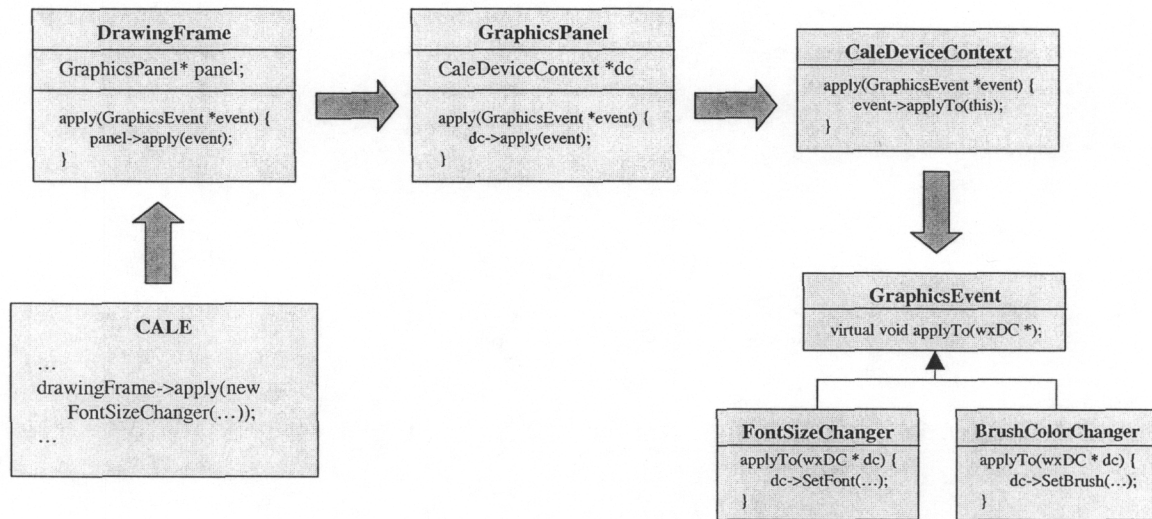 DrawingFrame
GraphicsPanel* panel;
apply(GraphicsEvent *event) {
panel->apply(event);
}
GraphicsPanel
CaleDeviceContext *dc
apply(GraphicsEvent *event) {
dc->apply(event);
}
CaleDeviceContext
apply(GraphicsEvent *event) {
event->applyTo(this);
}
CALE
...
drawingFrame->apply(new
FontSizeChanger(...));
...
GraphicsEvent
virtual void applyTo(wxDC *);
FontSizeChanger
applyTo(wxDC * dc) {
dc->SetFont(...);
}
BrushColorChanger
applyTo(wxDC * dc) {
dc->SetBrush(...);
}